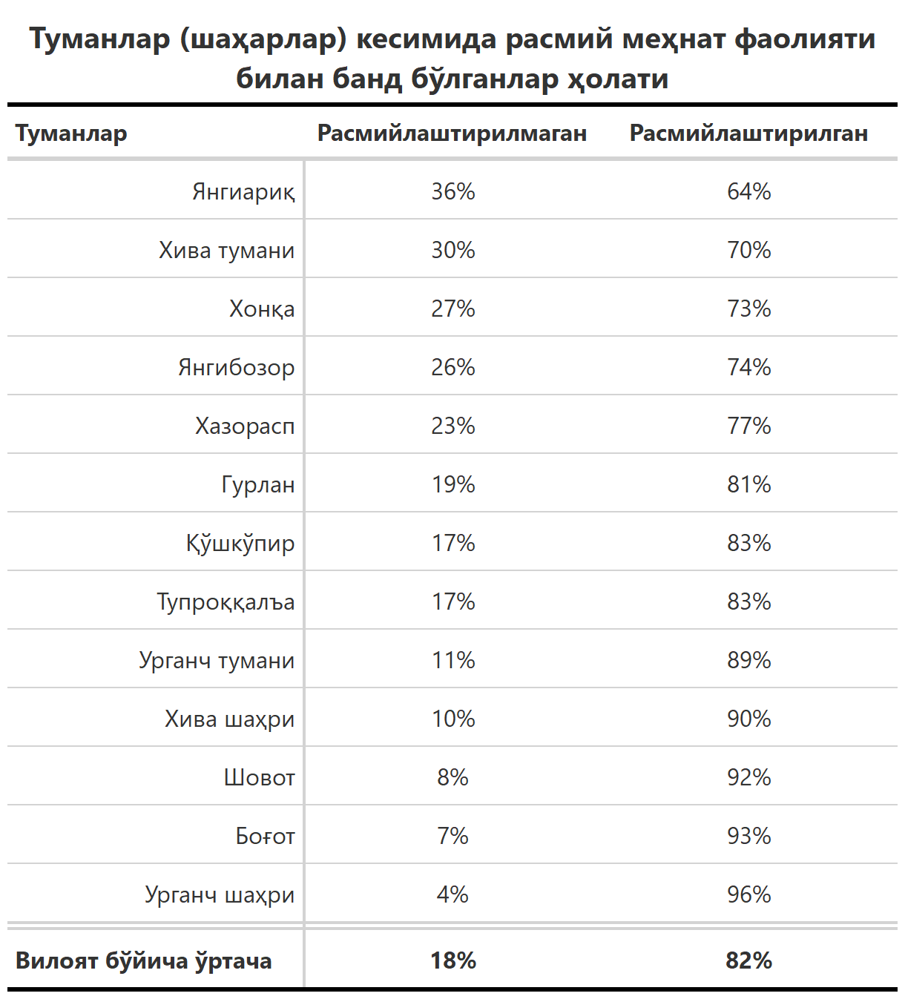 Туманлар (шаҳарлар) кесимида расмий меҳнат фаолияти
билан банд бўлганлар ҳолати
Туманлар Расмийлаштирилмаган Расмийлаштирилган
Янгиариқ 36% 64%
Хива тумани 30% 70%
Хонқа 27% 73%
Янгибозор 26% 74%
Хазорасп 23% 77%
Гурлан 19% 81%
Қўшкўпир 17% 83%
Тупроққалъа 17% 83%
Урганч тумани 11% 89%
Хива шаҳри 10% 90%
Шовот 8% 92%
Боғот 7% 93%
Урганч шаҳри 4% 96%
Вилоят бўйича ўртача 18% 82%